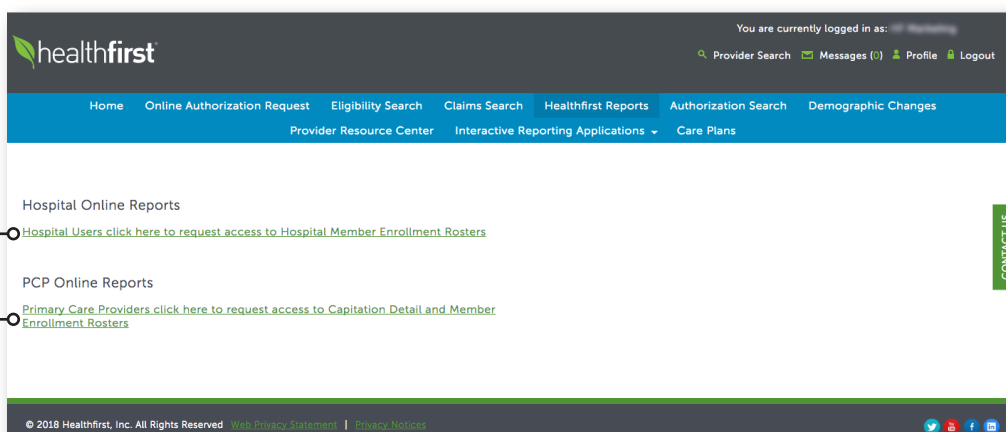 You are currently logged in as:
healthfirst
Provider Search Messages (0) Profile Logout
Home Online Authorization Request Eligibility Search Claims Search Healthfirst Reports Authorization Search Demographic Changes
Provider Resource Center Interactive Reporting Applications Care Plans
Hospital Online Reports
Hospital Users click here to request access to Hospital Member Enrollment Rosters
CONTACT US
PCP Online Reports
Primary Care Providers click here to request access to Capitation Detail and Member
Enrollment Rosters
© 2018 Healthfirst, Inc. All Rights Reserved Web Privacy Statement | Privacy Notices